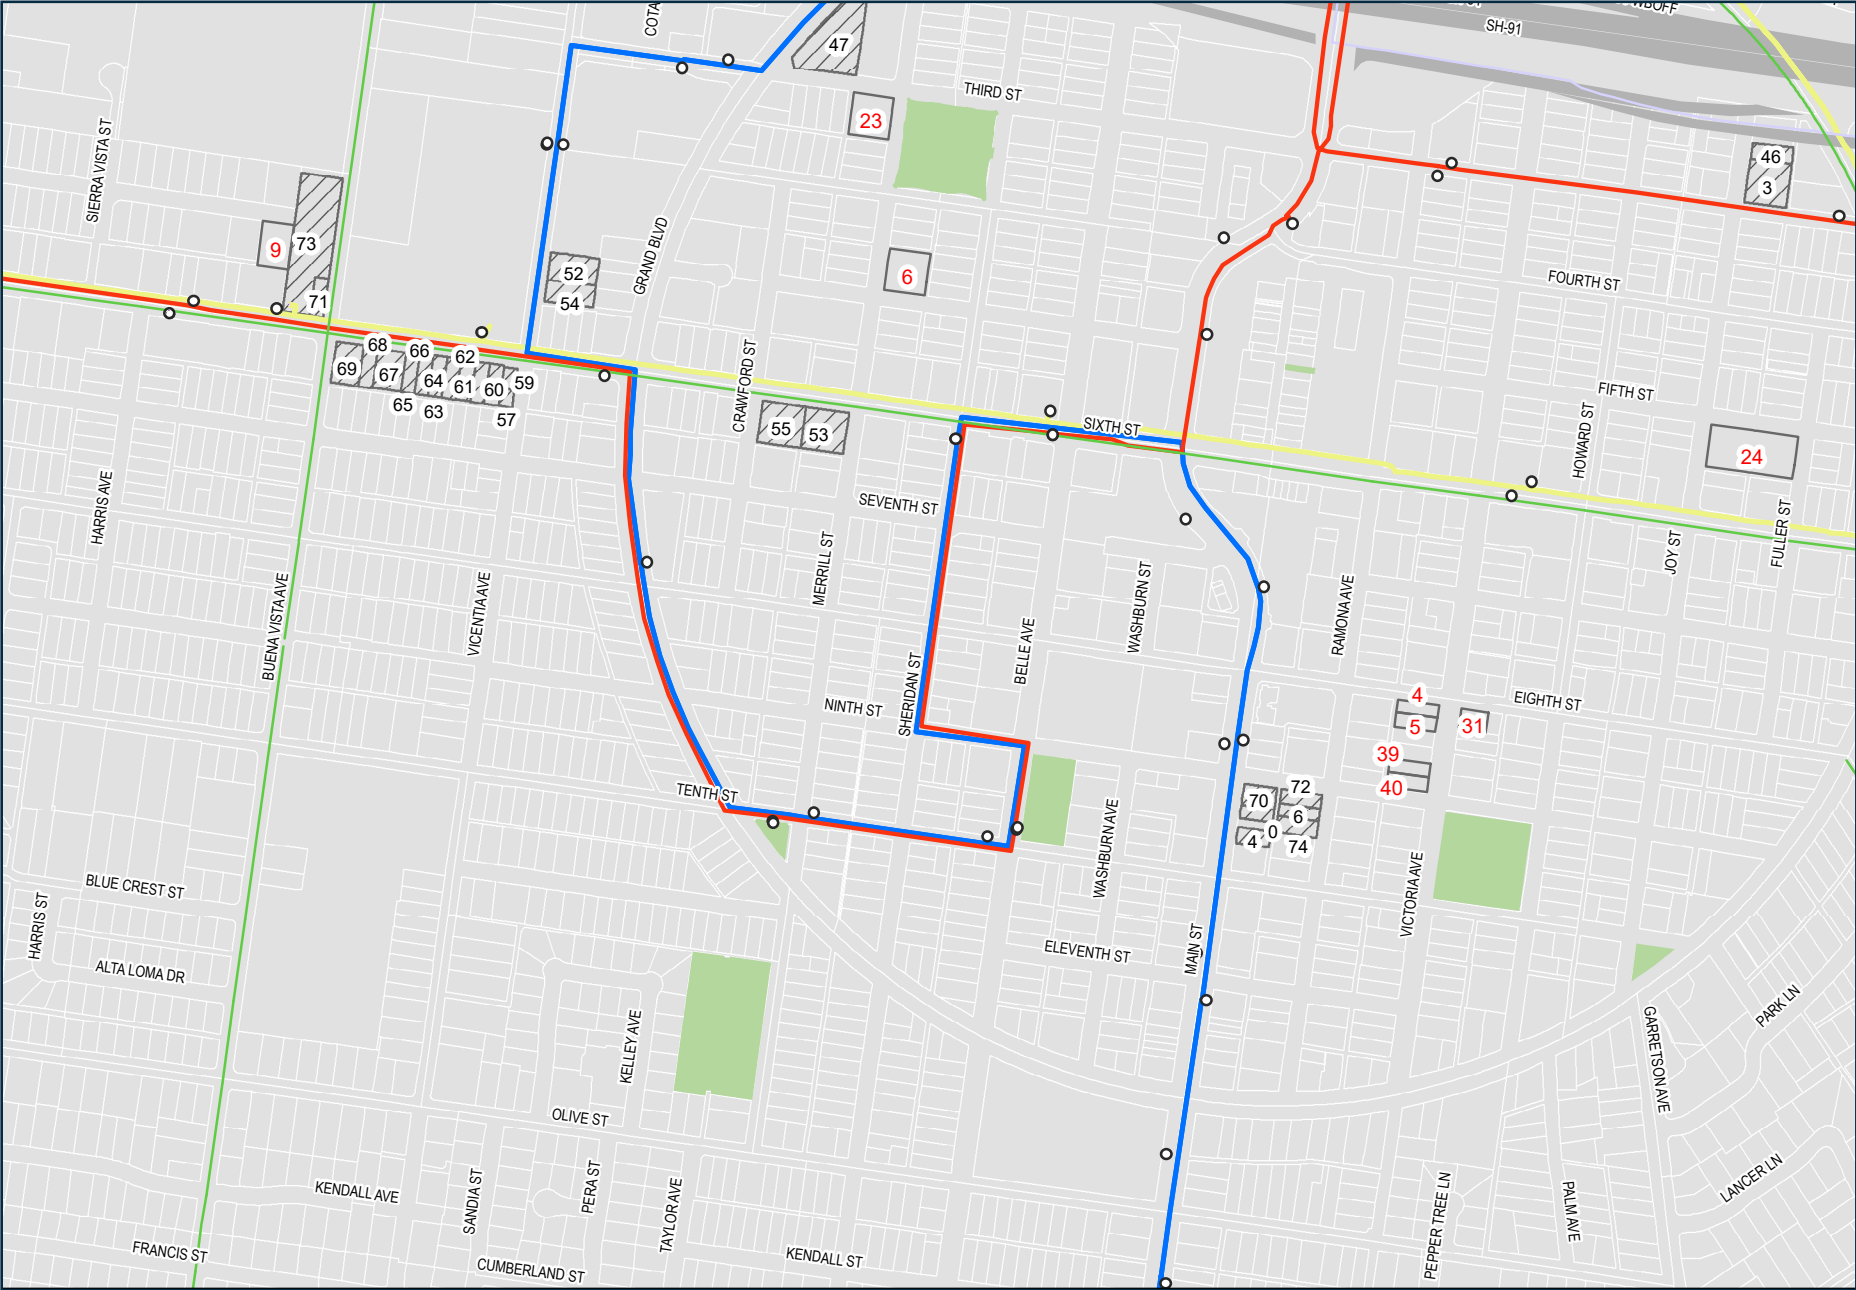 COTA
SH-91
47
THIRD ST
23
46
3
SIERRA VISTA ST
9
73
71
52
54
GRAND BLVD
6
FOURTH ST
68
66
62
69
67
64
61
60
59
65
63
57
CRAWFORD ST
55
53
SIXTH ST
FIFTH ST
HOWARD ST
24
HARRIS AVE
SEVENTH ST
MERRILL ST
FULLER ST
JOY ST
BUENA VISTA AVE
VICENTIA AVE
BELLE AVE
WASHBURN ST
RAMONA AVE
SHERIDAN ST
NINTH ST
4
5
31
EIGHTH ST
39
40
TENTH ST
70
72
6
0
4
74
WASHBURN AVE
VICTORIA AVE
BLUE CREST ST
HARRIS ST
ALTA LOMA DR
ELEVENTH ST
MAIN ST
KELLEY AVE
PARK LN
GARRETSON AVE
OLIVE ST
KENDALL AVE
SANDIA ST
PERA ST
TAYLOR AVE
PEPPER TREE LN
PALM AVE
LANCER LN
FRANCIS ST
CUMBERLAND ST
KENDALL ST